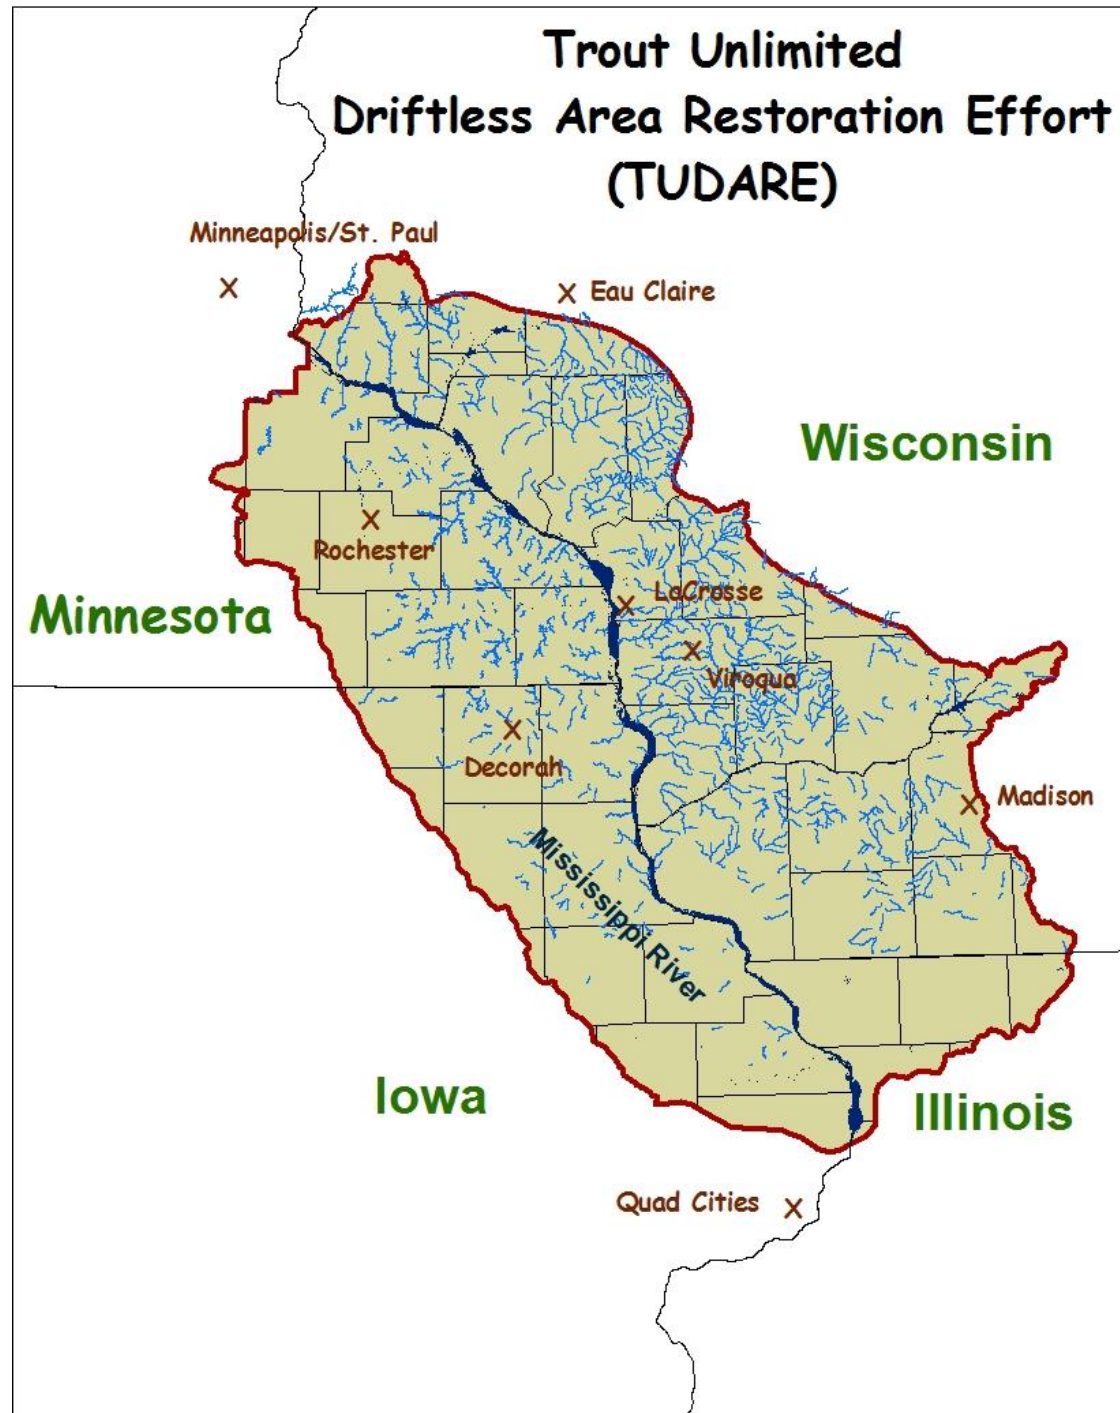 Trout Unlimited
Driftless Area Restoration Effort
(TUDARE)
Minneapolis/St. Paul
Eau Claire
Wisconsin
Rochester
LaCrosse
Minnesota
Viroqua
Decorah
Madison
Mississippi River
Iowa
Illinois
Quad Cities